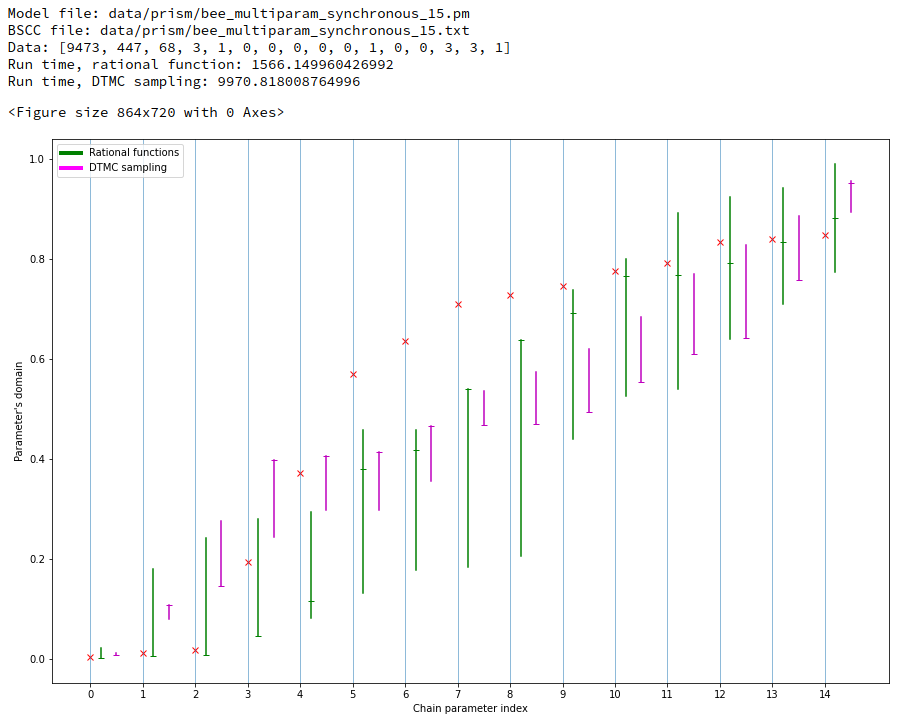 Model file: data/prism/bee_multiparam_synchronous_15.pm
BSCC file: data/prism/bee_multiparam_synchronous_15.txt
Data: [9473, 447, 68, 3, 1, 0, 0, 0, 0, 0, 1, 0, 0, 3, 3, 1]
Run time, rational function: 1566.149960426992
Run time, DTMC sampling: 9970.818008764996
<Figure size 864x720 with 0 Axes>
Rational functions
DTMC sampling
1.0
0.8
0.6
0.4
0.2
0.0
Parameter's domain
0 1 2 3 4 5 6 7 8 9 10 11 12 13 14
Chain parameter index